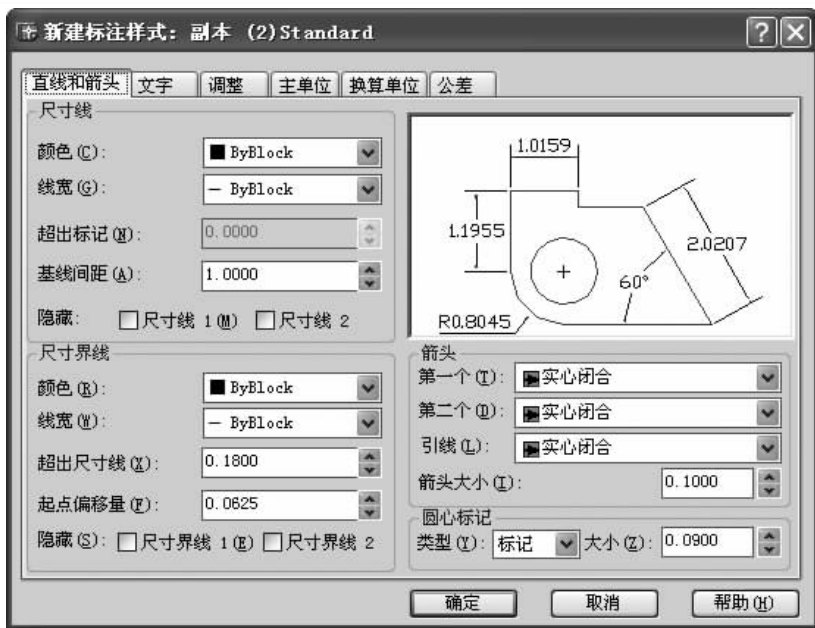 新建标注样式: 副本 (2)Standard
直线和箭头 文字 调整 主单位 换算单位 公差
尺寸线
颜色(C): ByBlock
线宽(G): ByBlock
超出标记(N): 0.0000
基线间距(A): 1.0000
隐藏: 尺寸线 1(M) 尺寸线 2
尺寸界线
颜色(R): ByBlock
线宽(W): ByBlock
超出尺寸线(X): 0.1800
起点偏移量(F): 0.0625
隐藏(S): 尺寸界线 1(E) 尺寸界线 2
1.0159
1.1955
2.0207
60°
R0.8045
箭头
第一个(T): 实心闭合
第二个(D): 实心闭合
引线(L): 实心闭合
箭头大小(I): 0.1000
圆心标记
类型(Y): 标记 大小(Z): 0.0900
确定 取消 帮助(H)